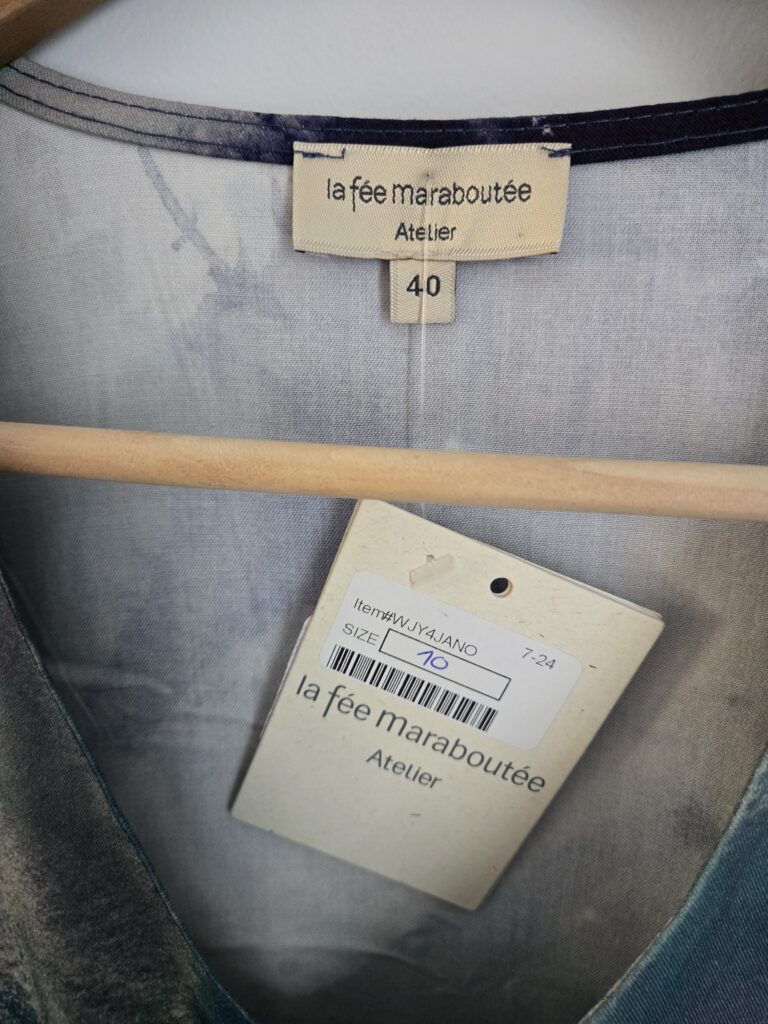 la fée maraboutée
Atelier
40
Item#WJY4JANO
7-24
SIZE 10
la fée maraboutée
Atelier